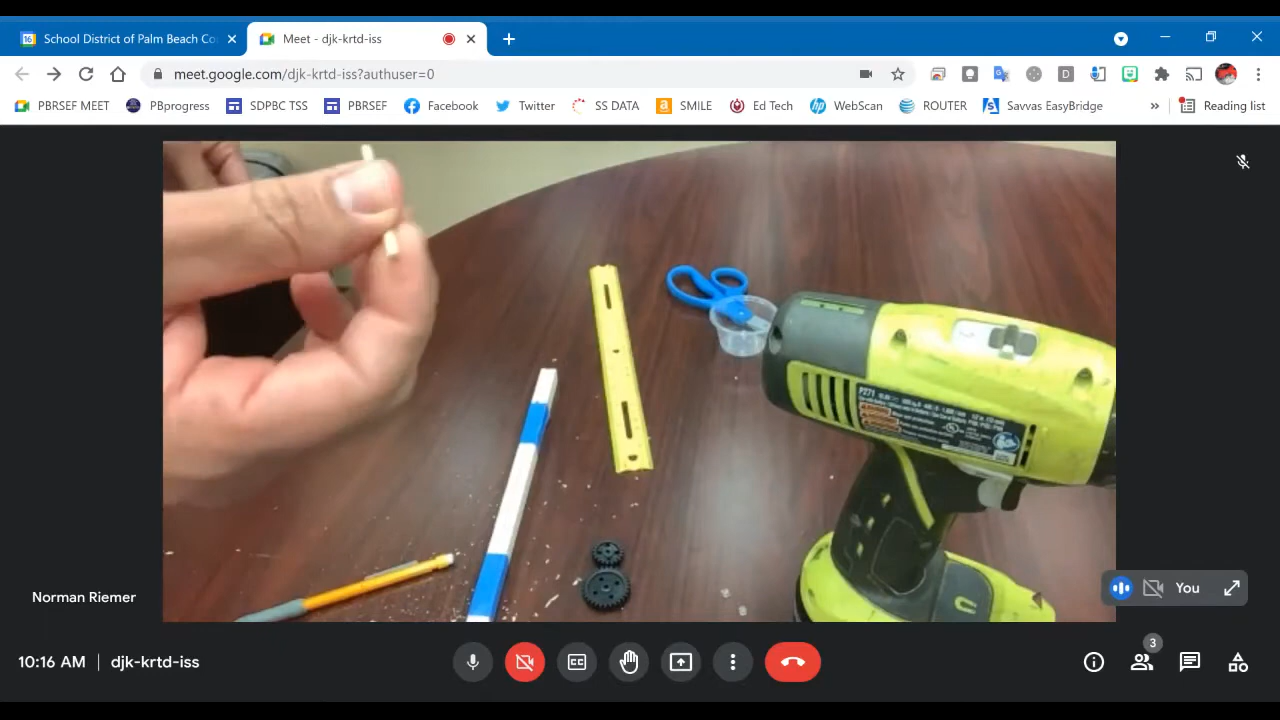 School District of Palm Beach Co
Meet - djk-krtd-iss
meet.google.com/djk-krtd-iss?authuser=0
PBRSEF MEET
PBprogress
SDPBC TSS
PBRSEF
Facebook
Twitter
SS DATA
SMILE
Ed Tech
WebScan
ROUTER
Savvas EasyBridge
»
Reading list
P271
Norman Riemer
You
10:16 AM | djk-krtd-iss
CC
3